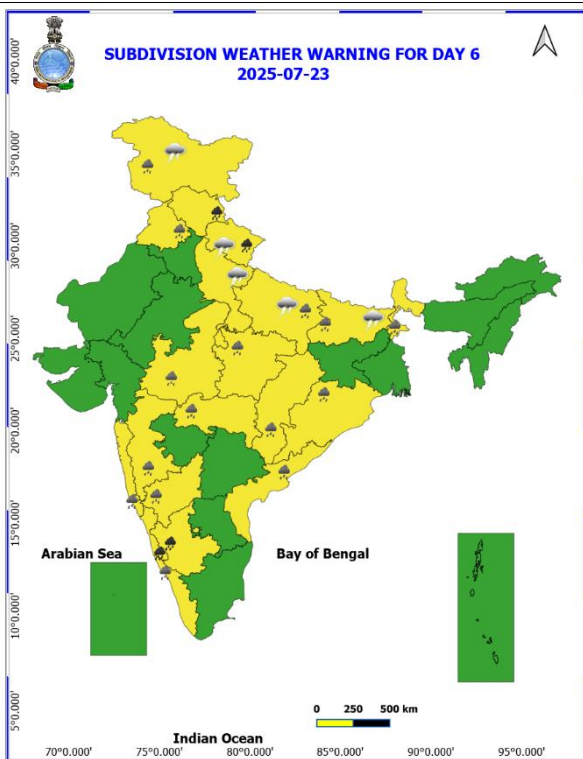 SUBDIVISION WEATHER WARNING FOR DAY 6
2025-07-23
40°0.000'
35°0.000'
30°0.000'
25°0.000'
20°0.000'
15°0.000'
10°0.000'
5°0.000'
Arabian Sea
Bay of Bengal
0 250 500 km
Indian Ocean
70°0.000' 75°0.000' 80°0.000' 85°0.000' 90°0.000' 95°0.000'